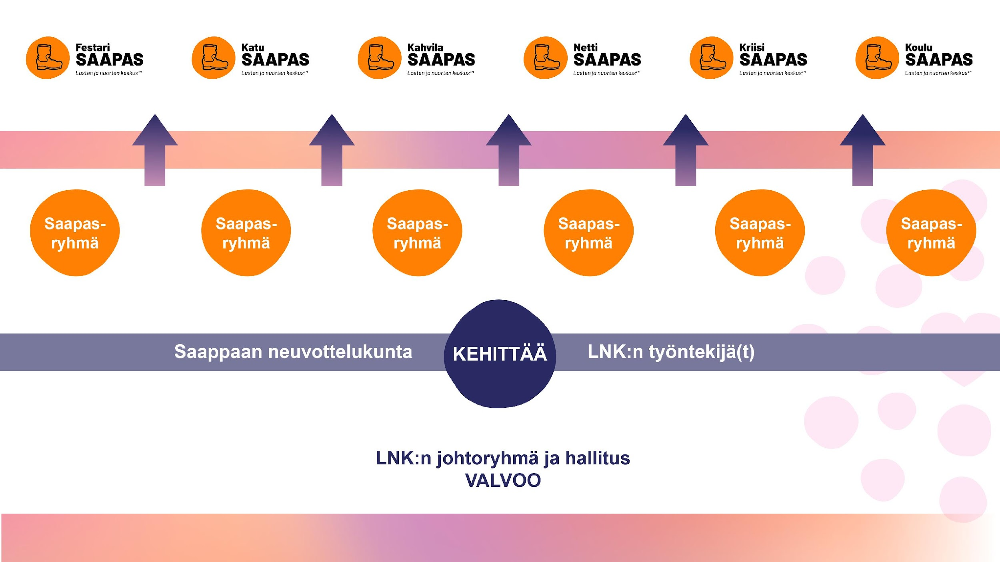 Festari
SAAPAS
Lasten ja nuorten keskus™
Katu
SAAPAS
Lasten ja nuorten keskus™
Kahvila
SAAPAS
Lasten ja nuorten keskus™
Netti
SAAPAS
Lasten ja nuorten keskus™
Kriisi
SAAPAS
Lasten ja nuorten keskus™
Koulu
SAAPAS
Lasten ja nuorten keskus™
Saapas-
ryhmä
Saapas-
ryhmä
Saapas-
ryhmä
Saapas-
ryhmä
Saapas-
ryhmä
Saapas-
ryhmä
Saappaan neuvottelukunta
KEHITTÄÄ
LNK:n työntekijä(t)
LNK:n johtoryhmä ja hallitus
VALVOO